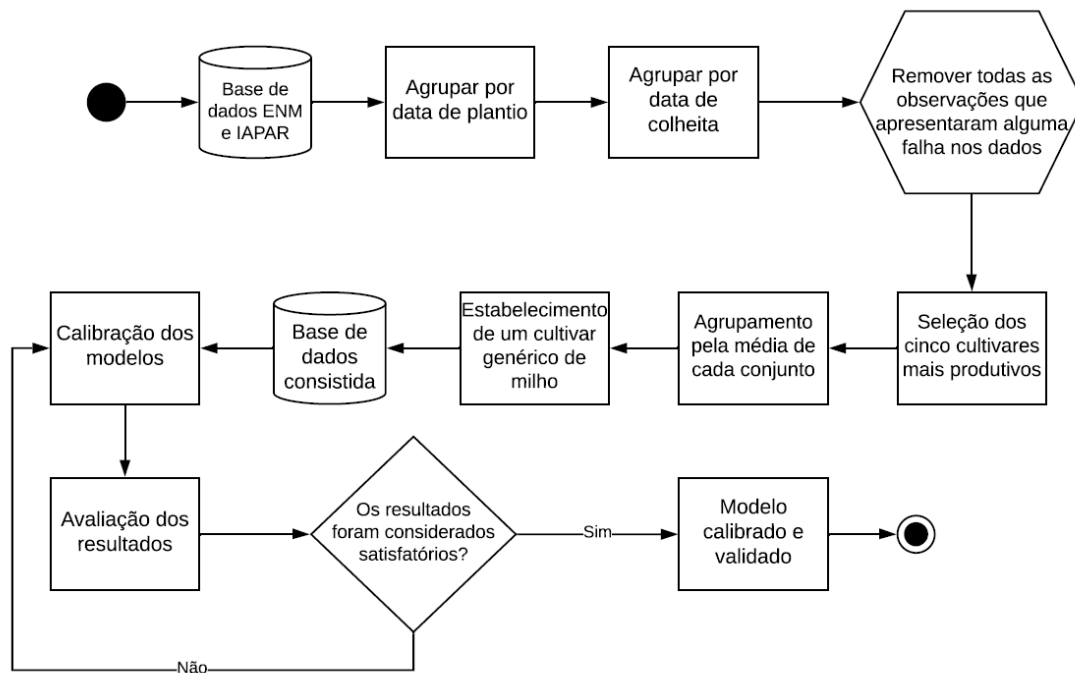 Base de
dados ENM
e IAPAR
Agrupar por
data de plantio
Agrupar por
data de
colheita
Remover todas as
observações que
apresentaram alguma
falha nos dados
Seleção dos
cinco cultivares
mais produtivos
Agrupamento
pela média de
cada conjunto
Estabelecimento
de um cultivar
genérico de
milho
Base de
dados
consistida
Calibração dos
modelos
Avaliação dos
resultados
Os resultados
foram considerados
satisfatórios?
Sim
Modelo
calibrado e
validado
Não